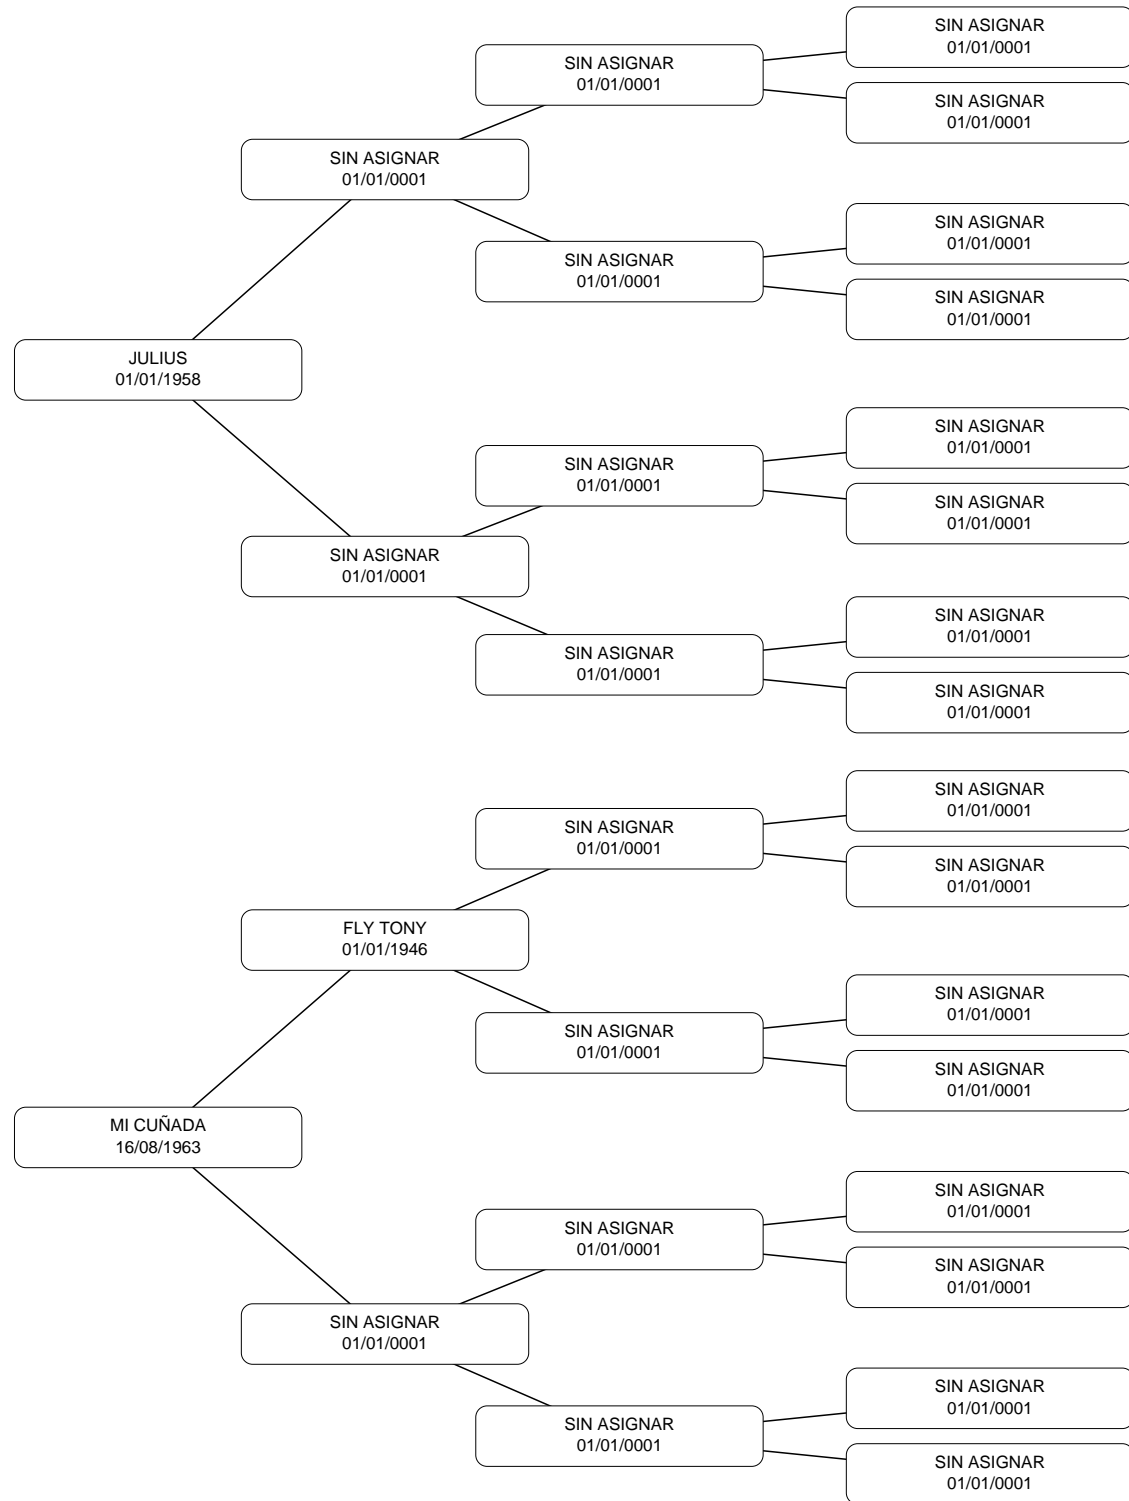 SIN ASIGNAR
01/01/0001
SIN ASIGNAR
01/01/0001
SIN ASIGNAR
01/01/0001
SIN ASIGNAR
01/01/0001
SIN ASIGNAR
01/01/0001
SIN ASIGNAR
01/01/0001
SIN ASIGNAR
01/01/0001
JULIUS
01/01/1958
SIN ASIGNAR
01/01/0001
SIN ASIGNAR
01/01/0001
SIN ASIGNAR
01/01/0001
SIN ASIGNAR
01/01/0001
SIN ASIGNAR
01/01/0001
SIN ASIGNAR
01/01/0001
SIN ASIGNAR
01/01/0001
SIN ASIGNAR
01/01/0001
SIN ASIGNAR
01/01/0001
SIN ASIGNAR
01/01/0001
FLY TONY
01/01/1946
SIN ASIGNAR
01/01/0001
SIN ASIGNAR
01/01/0001
SIN ASIGNAR
01/01/0001
MI CUÑADA
16/08/1963
SIN ASIGNAR
01/01/0001
SIN ASIGNAR
01/01/0001
SIN ASIGNAR
01/01/0001
SIN ASIGNAR
01/01/0001
SIN ASIGNAR
01/01/0001
SIN ASIGNAR
01/01/0001
SIN ASIGNAR
01/01/0001